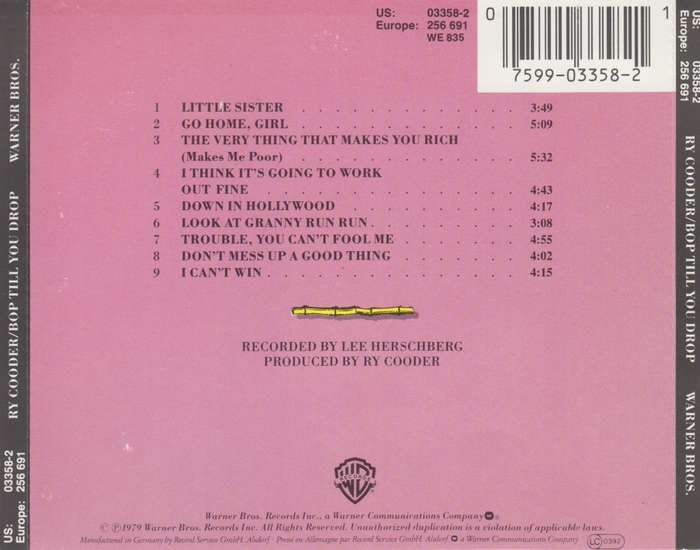 US: 03358-2
Europe: 256 691
WE 835
0 1
7599-03358-2
1 LITTLE SISTER . . . . . . . . . . . . . 3:49
2 GO HOME, GIRL . . . . . . . . . . . . . 5:09
3 THE VERY THING THAT MAKES YOU RICH
(Makes Me Poor) . . . . . . . . . . . . . 5:32
4 I THINK IT'S GOING TO WORK
OUT FINE . . . . . . . . . . . . . . . 4:43
5 DOWN IN HOLLYWOOD . . . . . . . . . . 4:17
6 LOOK AT GRANNY RUN RUN . . . . . . . . 3:08
7 TROUBLE, YOU CAN'T FOOL ME . . . . . . 4:55
8 DON'T MESS UP A GOOD THING . . . . . . 4:02
9 I CAN'T WIN . . . . . . . . . . . . . . 4:15
RECORDED BY LEE HERSCHBERG
PRODUCED BY RY COODER
WB
RECORDS
Warner Bros. Records Inc., a Warner Communications Company
© ℗ 1979 Warner Bros. Records Inc. All Rights Reserved. Unauthorized duplication is a violation of applicable laws.
Manufactured in Germany by Record Service GmbH. Alsdorf · Presse en Allemagne par Record Service GmbH. Alsdorf a Warner Communications Company
LC 0392
US: 03358-2
Europe: 256 691
RY COODER/BOP TILL YOU DROP
WARNER BROS.
US: 03358-2
Europe: 256 691
RY COODER/BOP TILL YOU DROP
WARNER BROS.